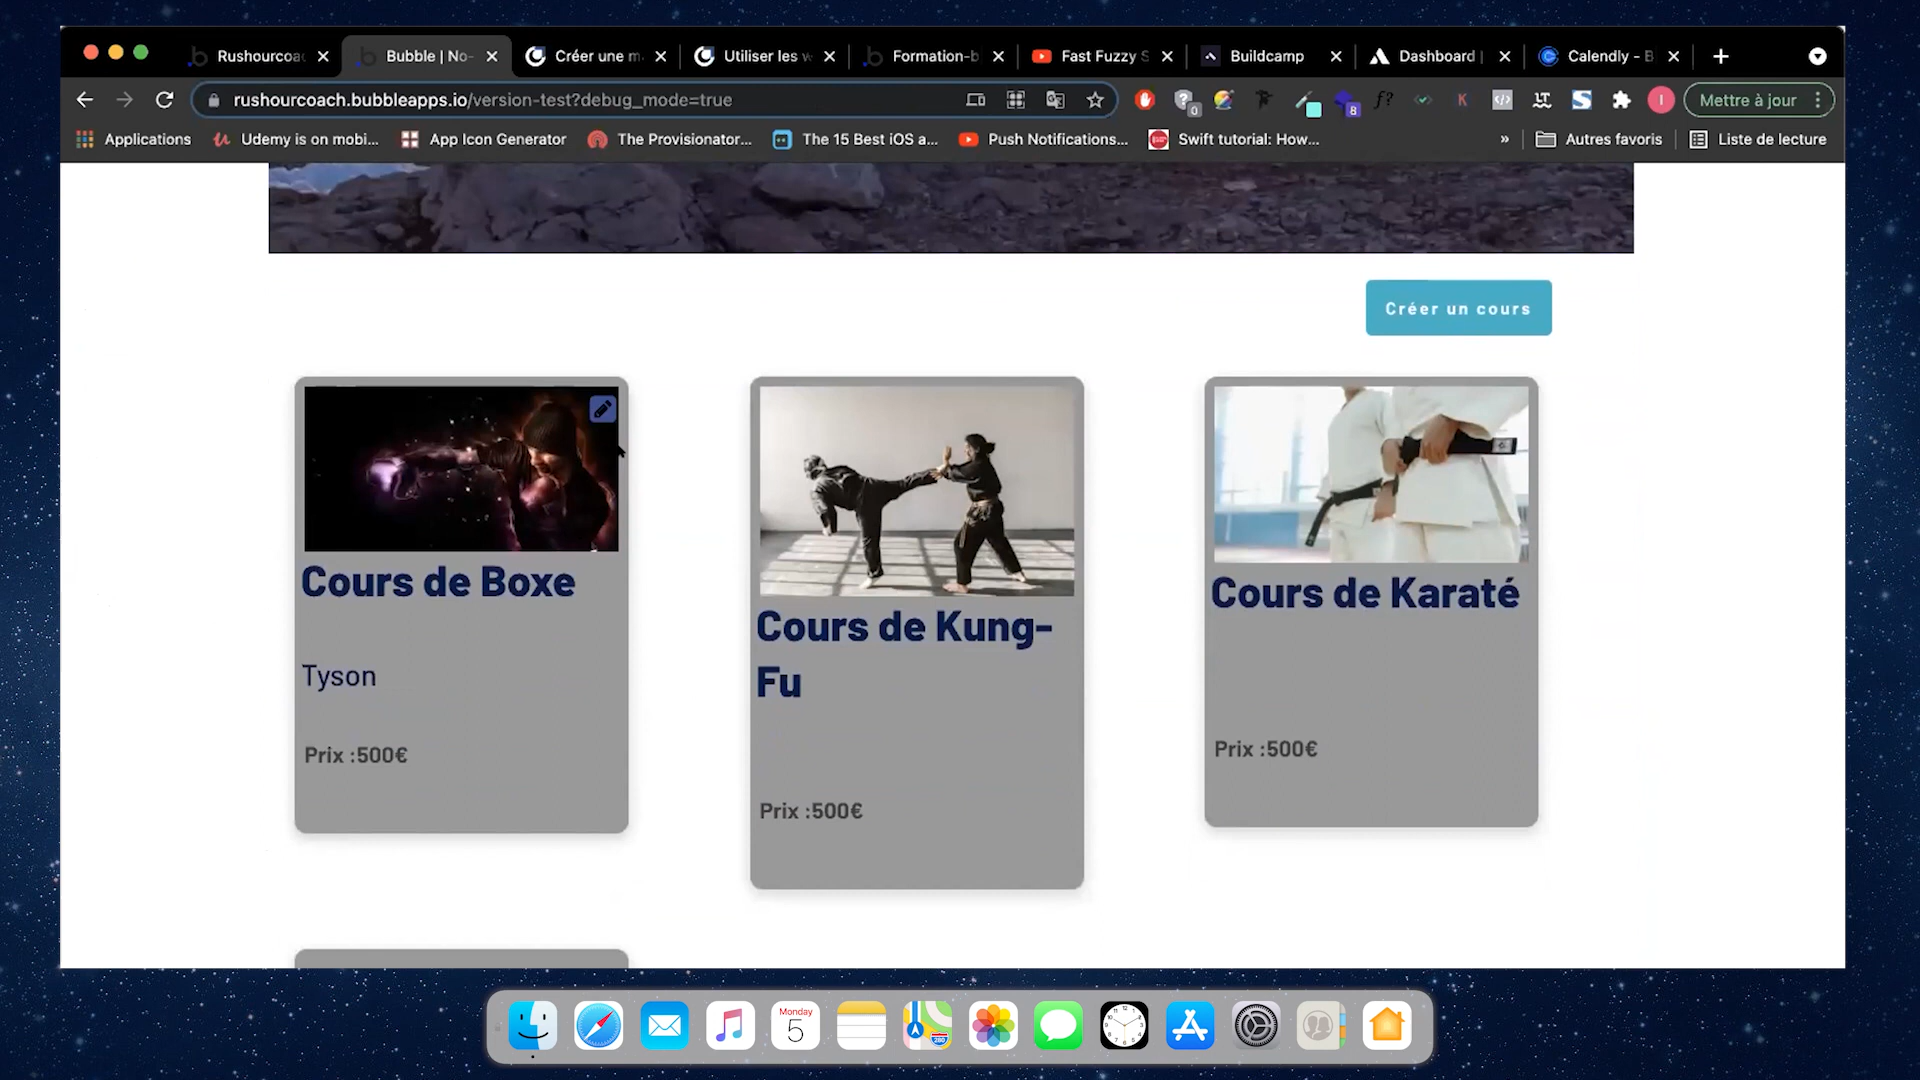 Rushourcoa
Bubble | No-
Créer une m
Utiliser les w
Formation-b
Fast Fuzzy S
Buildcamp
Dashboard |
Calendly - B
rushourcoach.bubbleapps.io/version-test?debug_mode=true
Mettre à jour
Applications
Udemy is on mobi...
App Icon Generator
The Provisionator...
The 15 Best iOS a...
Push Notifications...
Swift tutorial: How...
»
Autres favoris
Liste de lecture
Créer un cours
Cours de Boxe
Tyson
Prix :500€
Cours de Kung-
Fu
Prix :500€
Cours de Karaté
Prix :500€
Monday
5